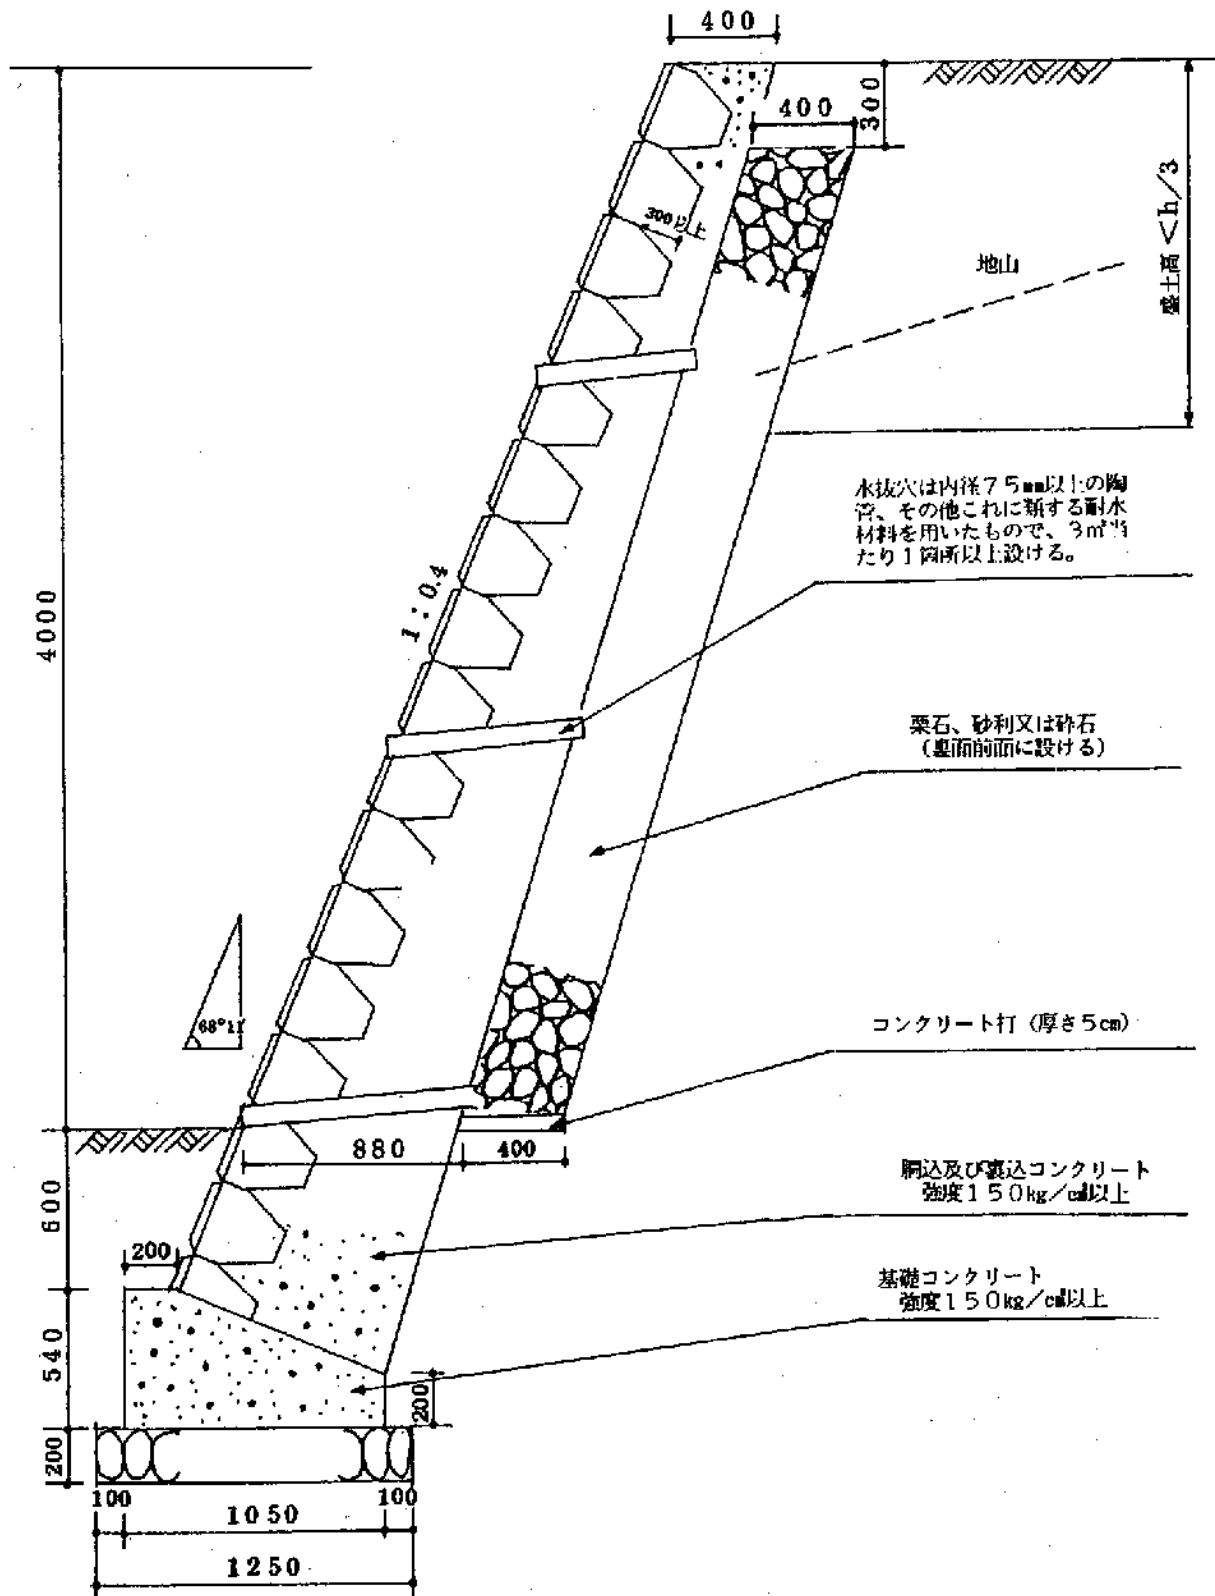 400
400
300
300以上
地山
盛土高<h/3
水抜穴は内径75mm以上の陶
管、その他これに類する耐水
材料を用いたもので、3㎡当
たり1箇所以上設ける。
4000
1:0.4
栗石、砂利又は砕石
(裏面前面に設ける)
68°11′
コンクリート打(厚さ5cm)
880
400
胴込及び裏込コンクリート
強度150kg/c㎡以上
600
200
基礎コンクリート
強度150kg/c㎡以上
540
200
200
100
100
1050
1250